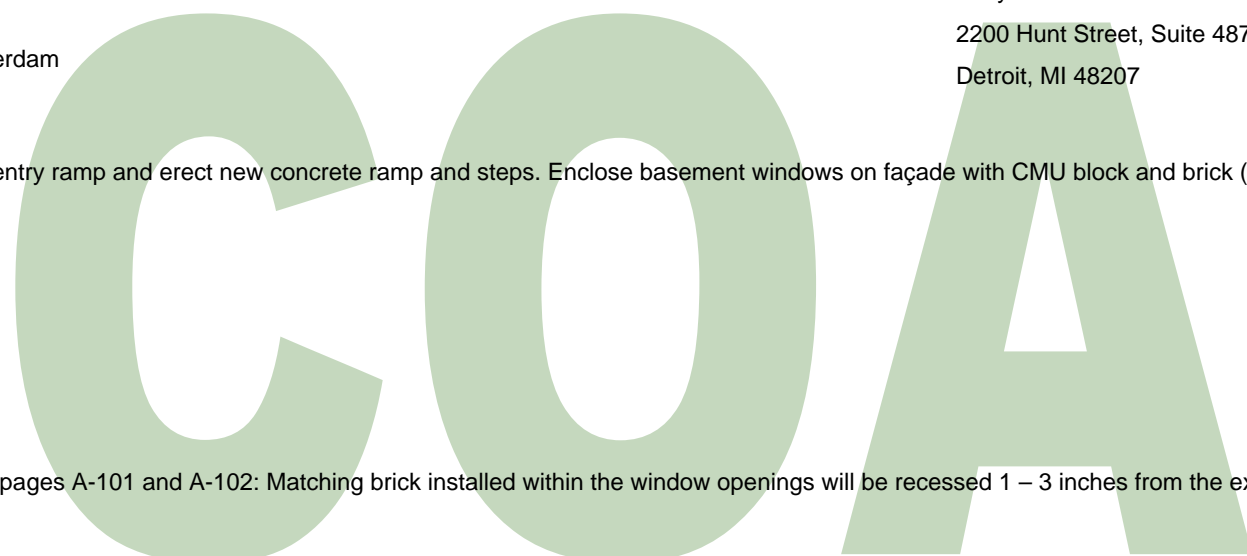 2200 Hunt Street, Suite 487
erdam
Detroit, MI 48207
entry ramp and erect new concrete ramp and steps. Enclose basement windows on façade with CMU block and brick (
COA
pages A-101 and A-102: Matching brick installed within the window openings will be recessed 1 – 3 inches from the ex